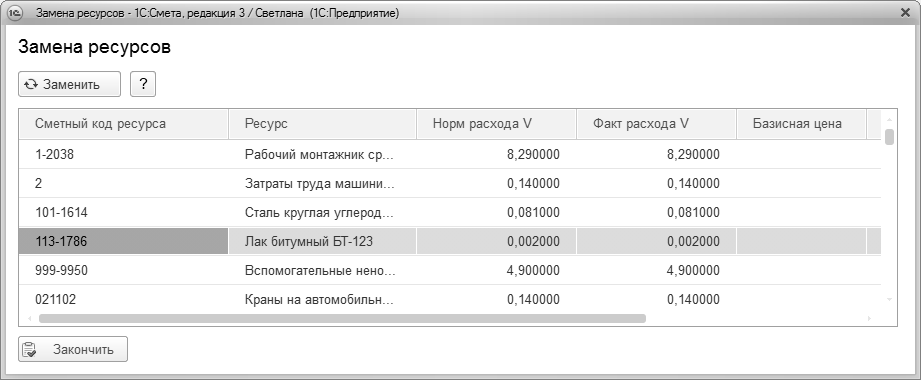 1С Замена ресурсов - 1С:Смета, редакция 3 / Светлана (1С:Предприятие)
Замена ресурсов
Заменить ?
Сметный код ресурса Ресурс Норм расхода V Факт расхода V Базисная цена
1-2038 Рабочий монтажник ср... 8,290000 8,290000
2 Затраты труда машини... 0,140000 0,140000
101-1614 Сталь круглая углерод... 0,081000 0,081000
113-1786 Лак битумный БТ-123 0,002000 0,002000
999-9950 Вспомогательные нено... 4,900000 4,900000
021102 Краны на автомобильн... 0,140000 0,140000
Закончить